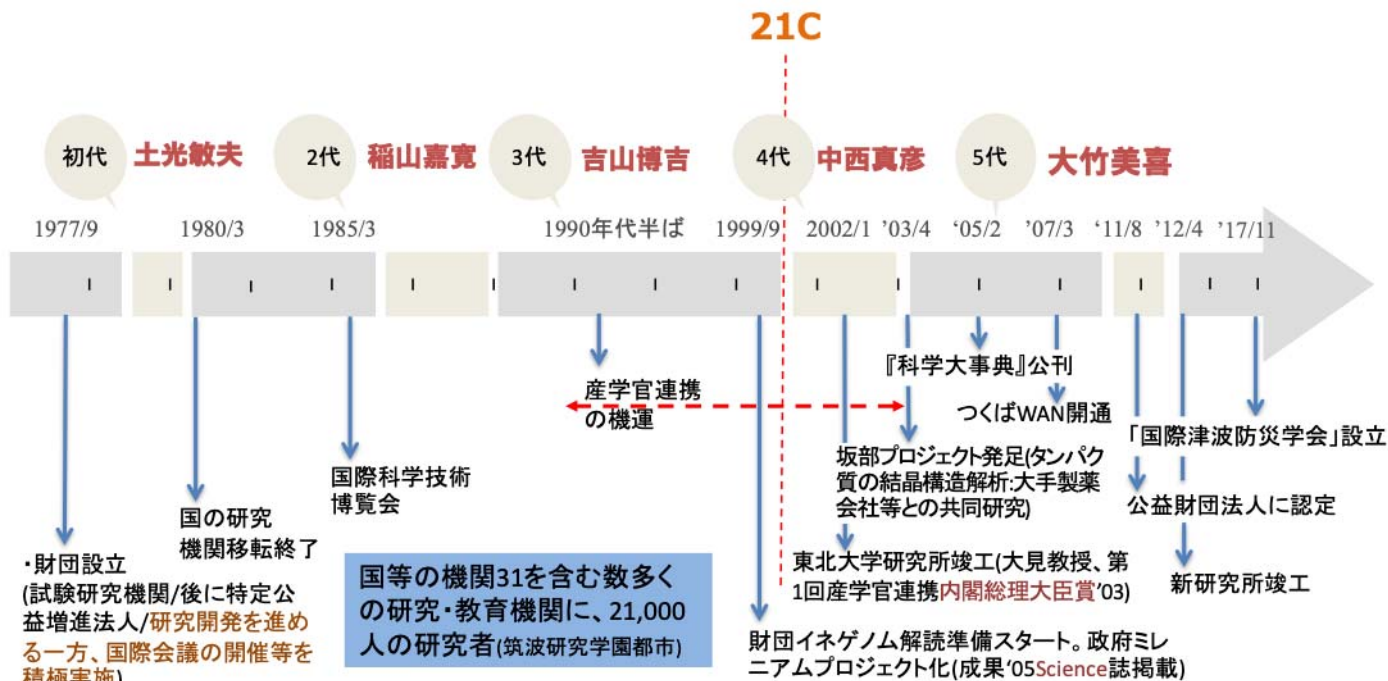 21C
初代
土光敏夫
2代
稲山嘉寛
3代
吉山博吉
4代
中西真彦
5代
大竹美喜
1977/9
1980/3
1985/3
1990年代半ば
1999/9
2002/1
'03/4
‘05/2
’07/3
‘11/8
‘12/4
‘17/11
『科学大事典』公刊
産学官連携
の機運
つくばWAN開通
「国際津波防災学会」設立
坂部プロジェクト発足(タンパク
質の結晶構造解析:大手製薬
会社等との共同研究)
国際科学技術
博覧会
公益財団法人に認定
国の研究
機関移転終了
東北大学研究所竣工(大見教授、第
1回産学官連携内閣総理大臣賞’03)
新研究所竣工
・財団設立
(試験研究機関/後に特定公
益増進法人/研究開発を進め
る一方、国際会議の開催等を
積極実施)
国等の機関31を含む数多く
の研究・教育機関に、21,000
人の研究者(筑波研究学園都市)
財団イネゲノム解読準備スタート。政府ミレ
ニアムプロジェクト化(成果‘05Science誌掲載)